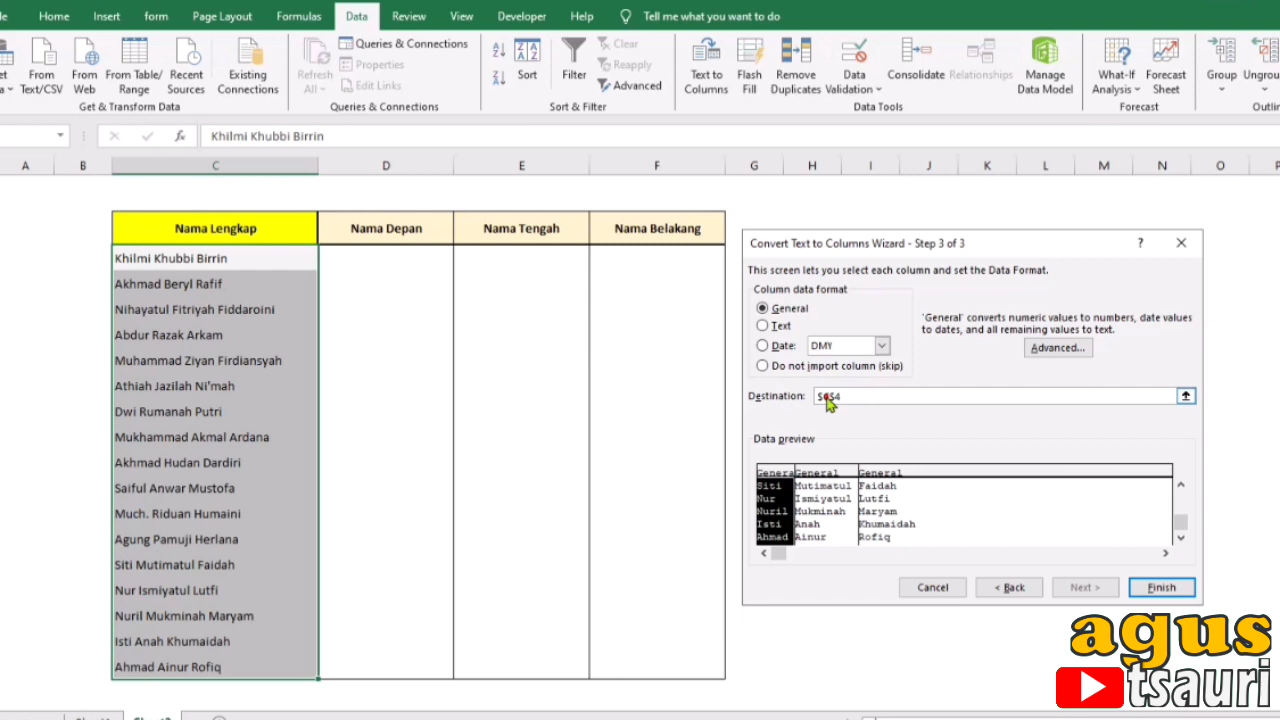 Home Insert form Page Layout Formulas Data Review View Developer Help Tell me what you want to do
From Text/CSV
From Web
From Table/ Range
Recent Sources
Existing Connections
Refresh All
Queries & Connections
Properties
Edit Links
Sort
Filter
Clear
Reapply
Advanced
Text to Columns
Flash Fill
Remove Duplicates
Data Validation
Consolidate
Relationships
Manage Data Model
What-If Analysis
Forecast Sheet
Group
Get & Transform Data
Queries & Connections
Sort & Filter
Data Tools
Forecast
fx Khilmi Khubbi Birrin
A B C D E F G H I J K L M N O P
Nama Lengkap Nama Depan Nama Tengah Nama Belakang
Khilmi Khubbi Birrin
Akhmad Beryl Rafif
Nihayatul Fitriyah Fiddaroini
Abdur Razak Arkam
Muhammad Ziyan Firdiansyah
Athiah Jazilah Ni'mah
Dwi Rumanah Putri
Mukhammad Akmal Ardana
Akhmad Hudan Dardiri
Saiful Anwar Mustofa
Much. Riduan Humaini
Agung Pamuji Herlana
Siti Mutimatul Faidah
Nur Ismiyatul Lutfi
Nuril Mukminah Maryam
Isti Anah Khumaidah
Ahmad Ainur Rofiq
Convert Text to Columns Wizard - Step 3 of 3 ?
This screen lets you select each column and set the Data Format.
Column data format
General
Text
Date: DMY
Do not import column (skip)
'General' converts numeric values to numbers, date values
to dates, and all remaining values to text.
Advanced...
Destination:
Data preview
Genera General General
Siti Mutimatul Faidah
Nur Ismiyatul Lutfi
Nuril Mukminah Maryam
Isti Anah Khumaidah
Ahmad Ainur Rofiq
Cancel < Back Next > Finish
agus
tsauri